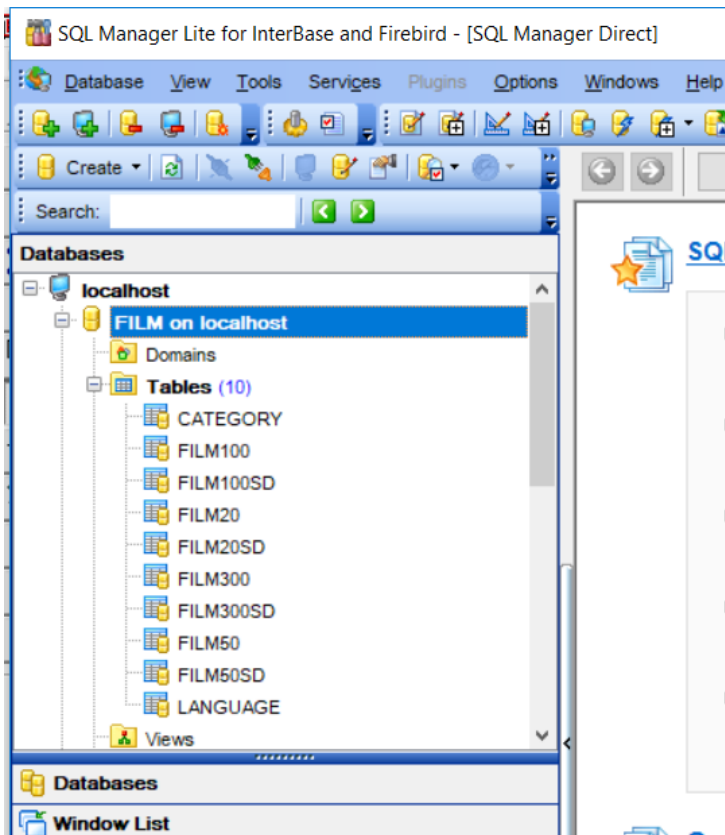 SQL Manager Lite for InterBase and Firebird - [SQL Manager Direct]
Database View Tools Services Plugins Options Windows Help
Create
Search:
Databases
localhost
FILM on localhost
Domains
Tables (10)
CATEGORY
FILM100
FILM100SD
FILM20
FILM20SD
FILM300
FILM300SD
FILM50
FILM50SD
LANGUAGE
Views
Databases
Window List